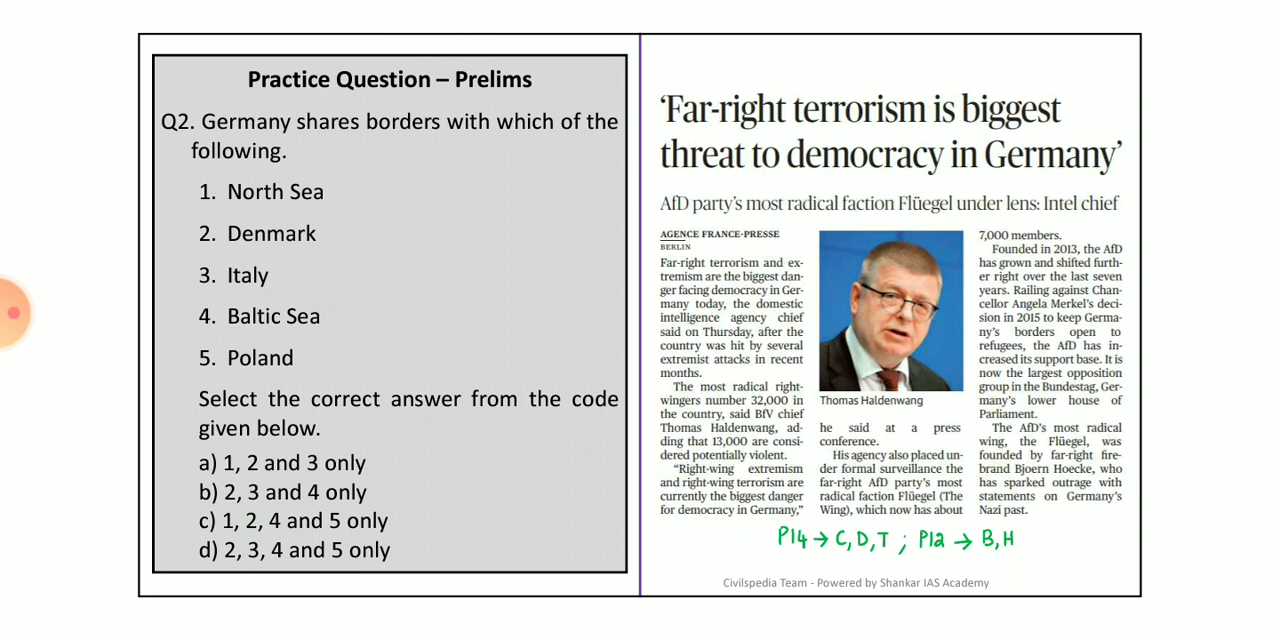 Practice Question – Prelims
Q2. Germany shares borders with which of the
following.
1. North Sea
2. Denmark
3. Italy
4. Baltic Sea
5. Poland
Select the correct answer from the code
given below.
a) 1, 2 and 3 only
b) 2, 3 and 4 only
c) 1, 2, 4 and 5 only
d) 2, 3, 4 and 5 only
‘Far-right terrorism is biggest
threat to democracy in Germany’
AfD party’s most radical faction Flüegel under lens: Intel chief
AGENCE FRANCE-PRESSE
BERLIN
Far-right terrorism and ex-
tremism are the biggest dan-
ger facing democracy in Ger-
many today, the domestic
intelligence agency chief
said on Thursday, after the
country was hit by several
extremist attacks in recent
months.
The most radical right-
wingers number 32,000 in
the country, said BfV chief
Thomas Haldenwang, ad-
ding that 13,000 are consi-
dered potentially violent.
“Right-wing extremism
and right-wing terrorism are
currently the biggest danger
for democracy in Germany,”
Thomas Haldenwang
he said at a press
conference.
His agency also placed un-
der formal surveillance the
far-right AfD party’s most
radical faction Flüegel (The
Wing), which now has about
7,000 members.
Founded in 2013, the AfD
has grown and shifted furth-
er right over the last seven
years. Railing against Chan-
cellor Angela Merkel’s deci-
sion in 2015 to keep Germa-
ny’s borders open to
refugees, the AfD has in-
creased its support base. It is
now the largest opposition
group in the Bundestag, Ger-
many’s lower house of
Parliament.
The AfD’s most radical
wing, the Flüegel, was
founded by far-right fire-
brand Bjoern Hoecke, who
has sparked outrage with
statements on Germany’s
Nazi past.
P14 → C, D, T ; P12 → B, H
Civilspedia Team - Powered by Shankar IAS Academy